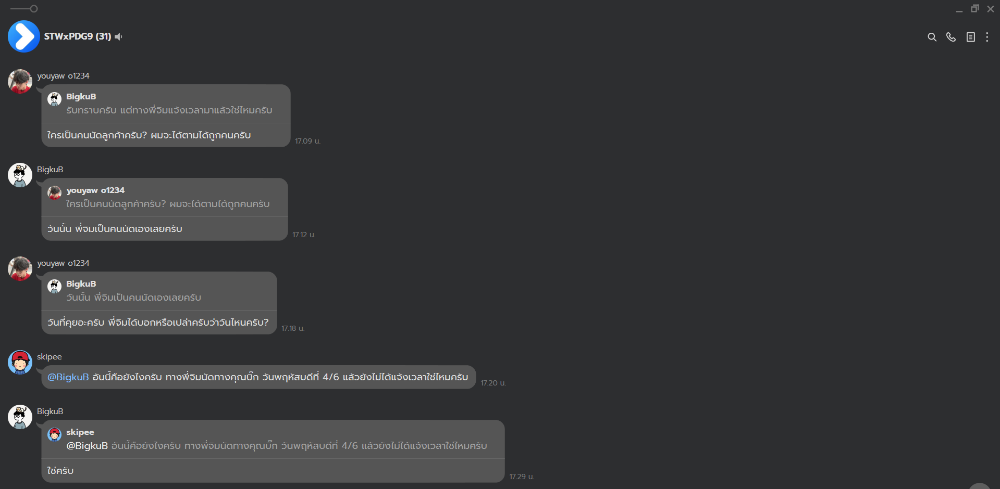 STWxPDG9 (31)
youyaw o1234
BigkuB
รับทราบครับ แต่ทางพี่จิมแจ้งเวลามาแล้วใช่ไหมครับ
ใครเป็นคนนัดลูกค้าครับ? ผมจะได้ตามได้ถูกคนครับ
17.09 น.
BigkuB
youyaw o1234
ใครเป็นคนนัดลูกค้าครับ? ผมจะได้ตามได้ถูกคนครับ
วันนั้น พี่จิมเป็นคนนัดเองเลยครับ
17.12 น.
youyaw o1234
BigkuB
วันนั้น พี่จิมเป็นคนนัดเองเลยครับ
วันที่คุยอะครับ พี่จิมได้บอกหรือเปล่าครับว่าวันไหนครับ?
17.18 น.
skipee
@BigkuB อันนี้คือยังไงครับ ทางพี่จิมนัดทางคุณบิ๊ก วันพฤหัสบดีที่ 4/6 แล้วยังไม่ได้แจ้งเวลาใช่ไหมครับ
17.20 น.
BigkuB
skipee
@BigkuB อันนี้คือยังไงครับ ทางพี่จิมนัดทางคุณบิ๊ก วันพฤหัสบดีที่ 4/6 แล้วยังไม่ได้แจ้งเวลาใช่ไหมครับ
ใช่ครับ
17.29 น.